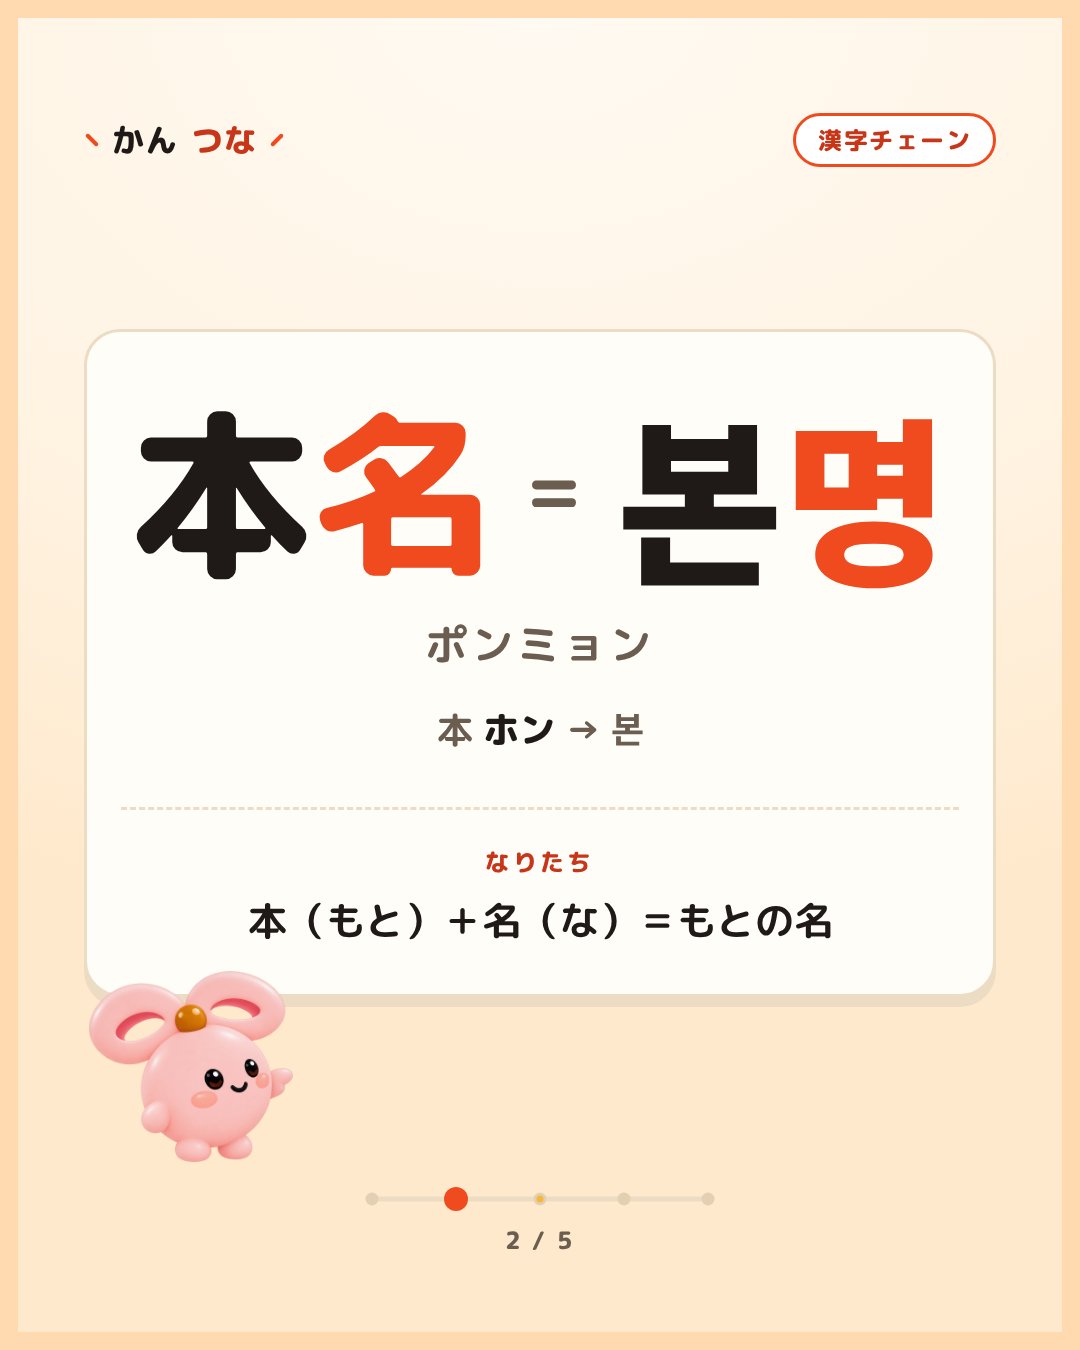 かん つな
漢字チェーン
本名 = 본명
ポンミョン
本 ホン → 본
なりたち
本（もと）＋名（な）＝もとの名
2 / 5